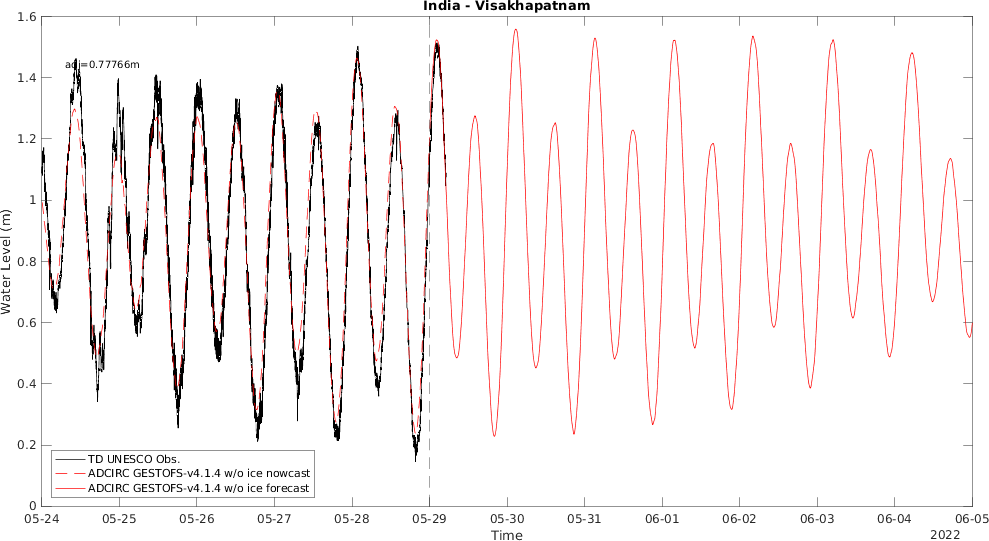 India - Visakhapatnam
1.6
1.4
1.2
1
0.8
0.6
0.4
0.2
0
Water Level (m)
adj=0.77766m
TD UNESCO Obs.
ADCIRC GESTOFS-v4.1.4 w/o ice nowcast
ADCIRC GESTOFS-v4.1.4 w/o ice forecast
05-24 05-25 05-26 05-27 05-28 05-29 05-30 05-31 06-01 06-02 06-03 06-04 06-05
Time
2022